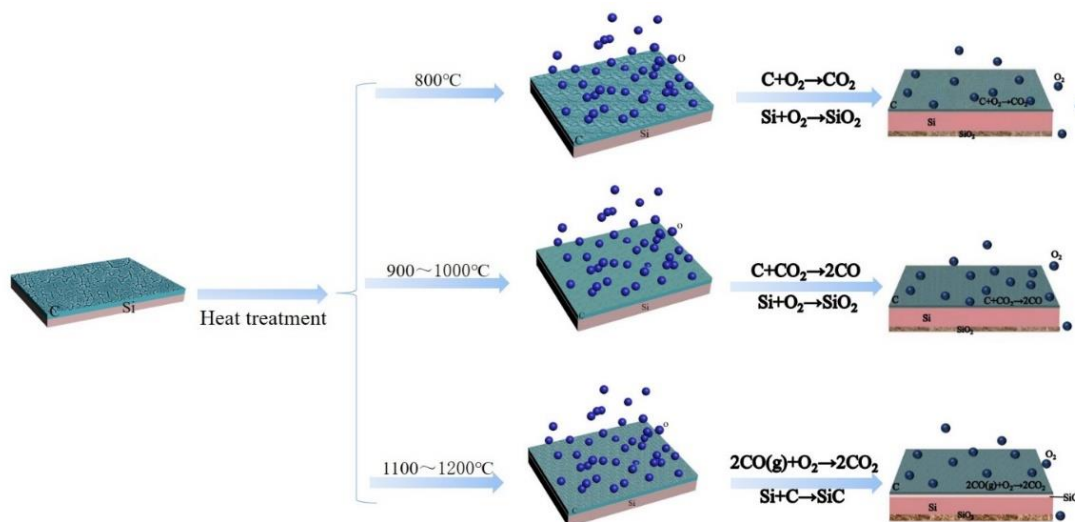 C
Si
Heat treatment
800℃
O
C
Si
C+O₂→CO₂
Si+O₂→SiO₂
O₂
C+O₂→CO₂
C
Si
SiO₂
900～1000℃
o
C
Si
C+CO₂→2CO
Si+O₂→SiO₂
O₂
C+CO₂→2CO
C
Si
SiO₂
1100～1200℃
o
C
Si
2CO(g)+O₂→2CO₂
Si+C→SiC
O₂
2CO(g)+O₂→2CO₂
C
Si
SiO₂